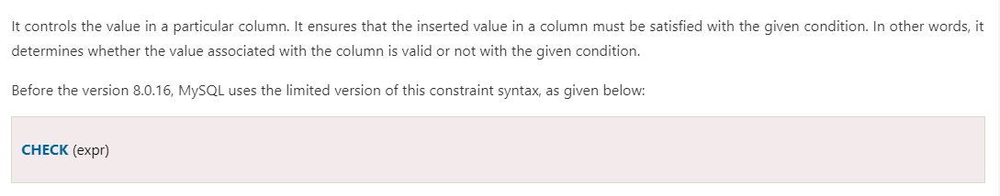 It controls the value in a particular column. It ensures that the inserted value in a column must be satisfied with the given condition. In other words, it
determines whether the value associated with the column is valid or not with the given condition.
Before the version 8.0.16, MySQL uses the limited version of this constraint syntax, as given below:
CHECK (expr)